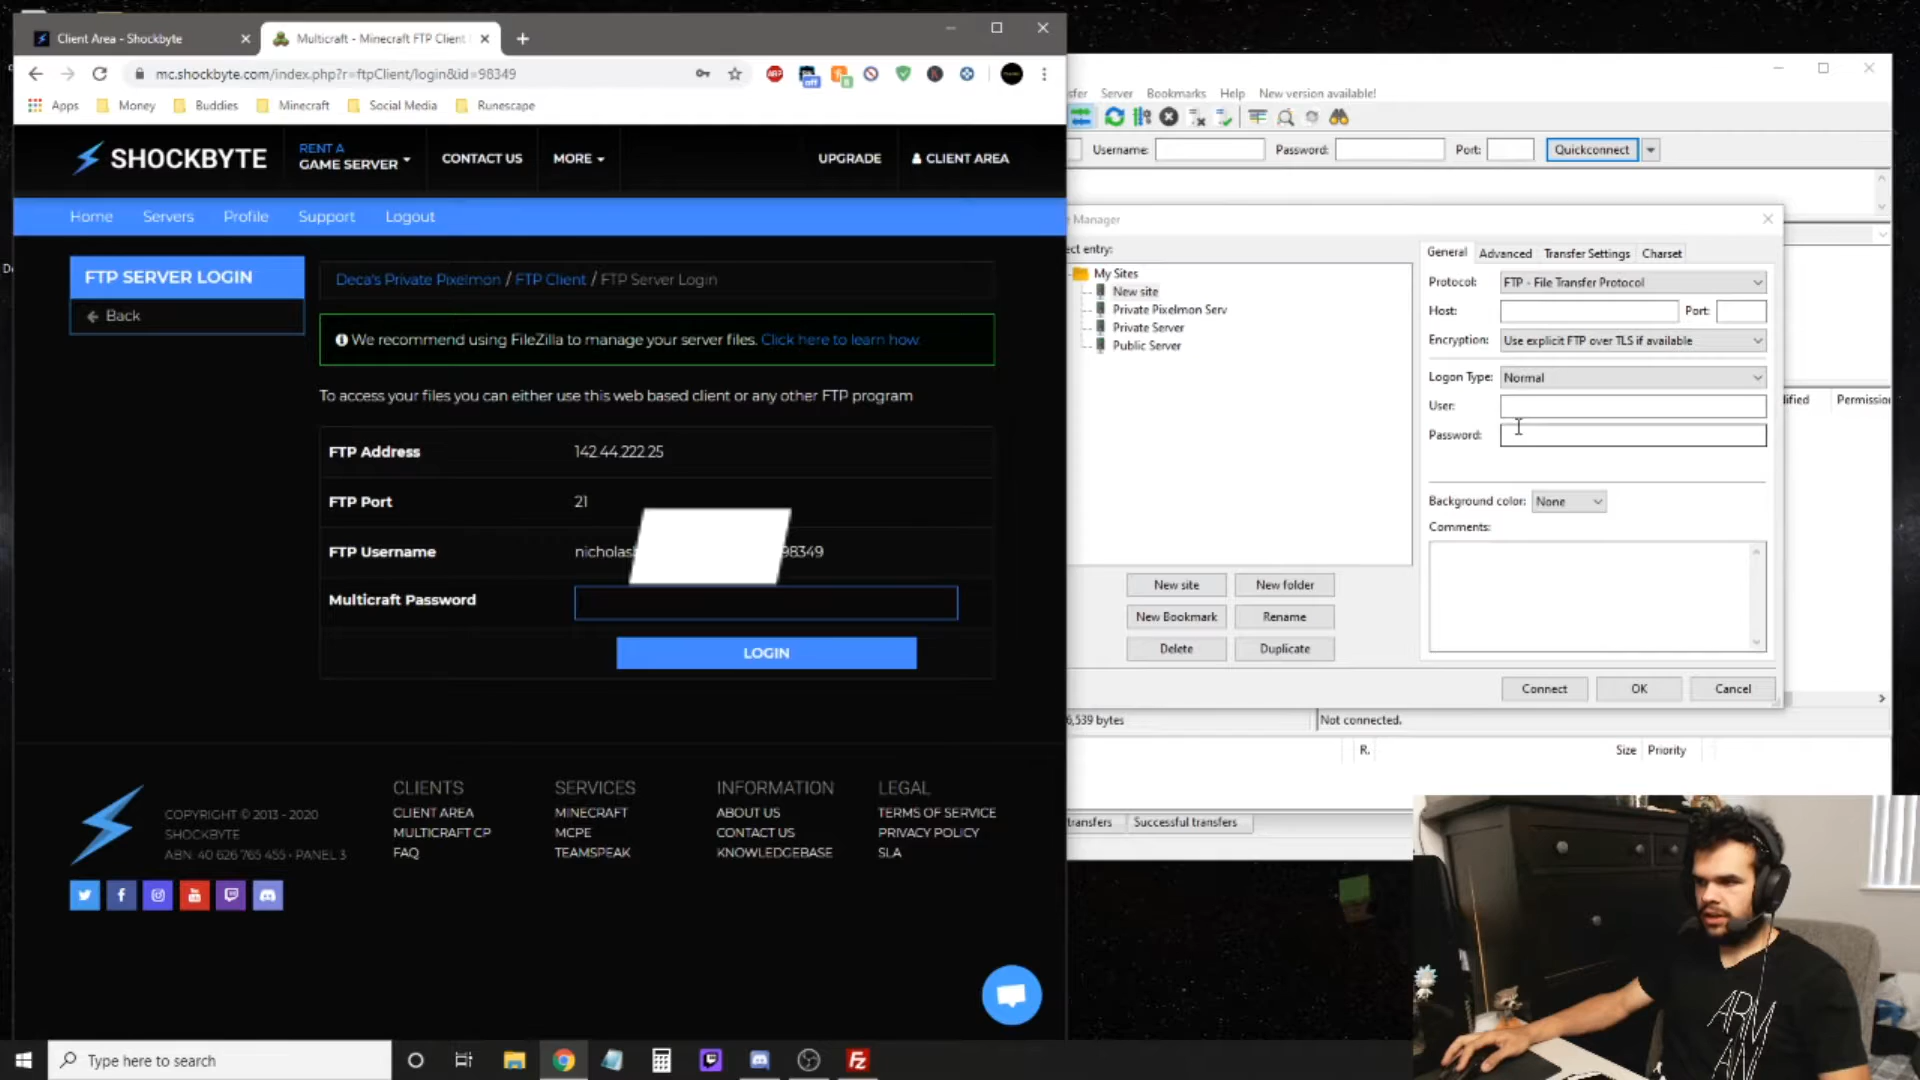 Client Area - Shockbyte
Multicraft - Minecraft FTP Client
mc.shockbyte.com/index.php?r=ftpClient/login&id=98349
Apps Money Buddies Minecraft Social Media Runescape
SHOCKBYTE
RENT A
GAME SERVER
CONTACT US
MORE
UPGRADE
CLIENT AREA
Home Servers Profile Support Logout
FTP SERVER LOGIN
Back
Deca's Private Pixelmon / FTP Client / FTP Server Login
We recommend using FileZilla to manage your server files. Click here to learn how.
To access your files you can either use this web based client or any other FTP program
FTP Address 142.44.222.25
FTP Port 21
FTP Username nicholas 98349
Multicraft Password
LOGIN
COPYRIGHT © 2013 - 2020
SHOCKBYTE
ABN: 40 626 765 455 • PANEL 3
CLIENTS
CLIENT AREA
MULTICRAFT CP
FAQ
SERVICES
MINECRAFT
MCPE
TEAMSPEAK
INFORMATION
ABOUT US
CONTACT US
KNOWLEDGEBASE
LEGAL
TERMS OF SERVICE
PRIVACY POLICY
SLA
Server Bookmarks Help New version available!
Username: Password: Port: Quickconnect
Manager
ect entry:
My Sites
New site
Private Pixelmon Serv
Private Server
Public Server
New site New folder
New Bookmark Rename
Delete Duplicate
General Advanced Transfer Settings Charset
Protocol: FTP - File Transfer Protocol
Host: Port:
Encryption: Use explicit FTP over TLS if available
Logon Type: Normal
User:
Password:
Background color: None
Comments:
Connect OK Cancel
ified Permission
6,539 bytes
Not connected.
R. Size Priority
transfers Successful transfers
Type here to search